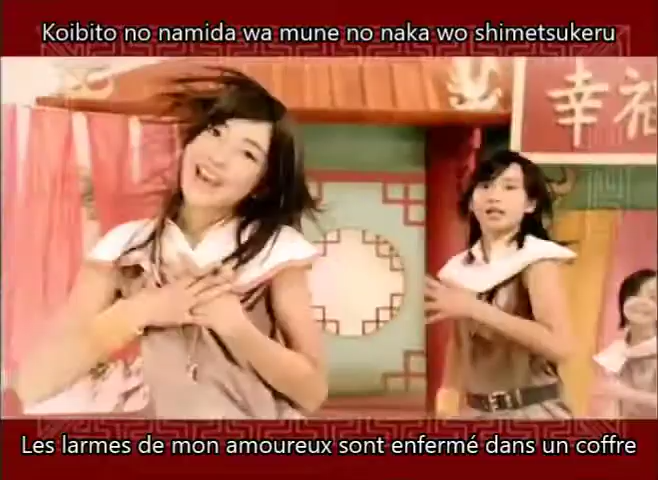 Koibito no namida wa mune no naka wo shimetsukeru
幸福
Les larmes de mon amoureux sont enfermé dans un coffre